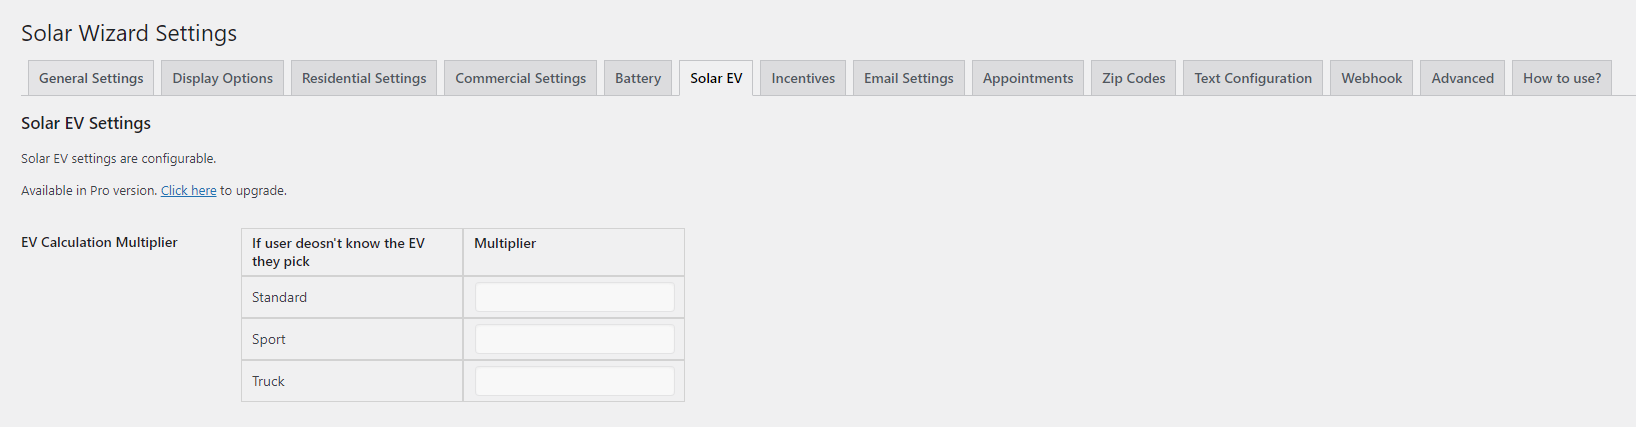 Solar Wizard Settings
General Settings Display Options Residential Settings Commercial Settings Battery Solar EV Incentives Email Settings Appointments Zip Codes Text Configuration Webhook Advanced How to use?
Solar EV Settings
Solar EV settings are configurable.
Available in Pro version. Click here to upgrade.
EV Calculation Multiplier
If user deosn't know the EV
they pick
Multiplier
Standard
Sport
Truck